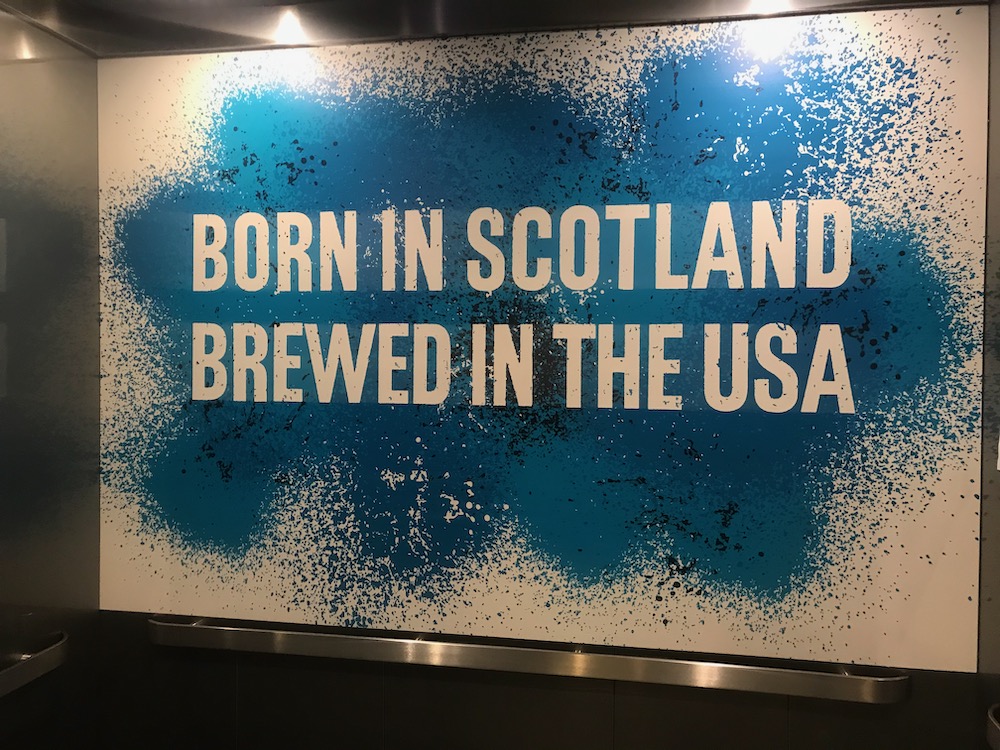 BORN IN SCOTLAND
BREWED IN THE USA